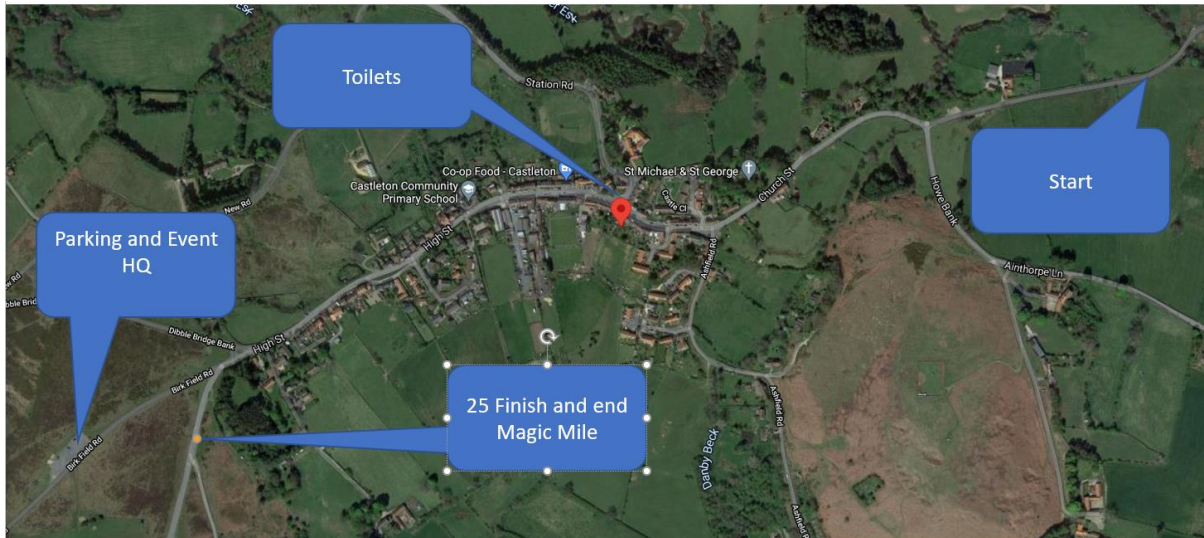 Toilets
Station Rd
Co-op Food - Castleton
St Michael & St George
Castleton Community
Primary School
Castle Cl
Church St
Start
Howe Bank
New Rd
High St
Parking and Event
HQ
Ashfield Rd
Ainthorpe Ln
Dibble Bridge Bank
High St
Birk Field Rd
25 Finish and end
Magic Mile
Ashfield Rd
Birk Field Rd
Danby Beck